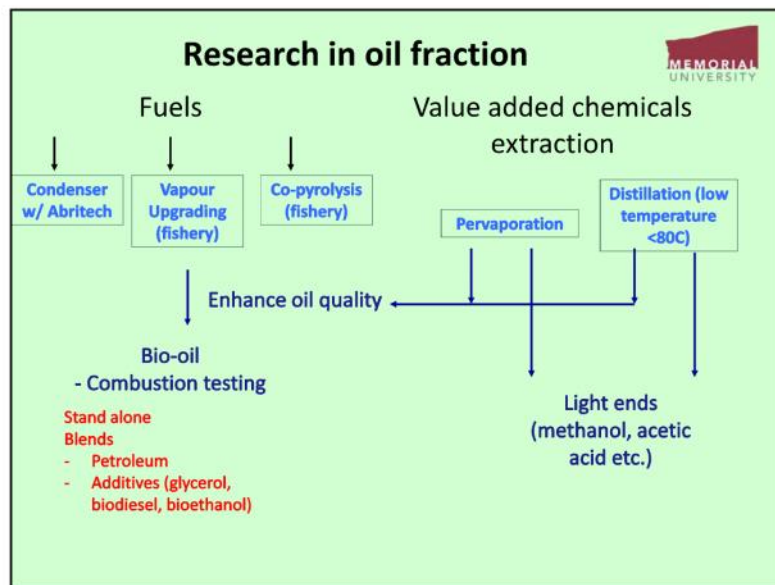 Research in oil fraction
MEMORIAL
UNIVERSITY
Fuels
Value added chemicals
extraction
Condenser
w/ Abritech
Vapour
Upgrading
(fishery)
Co-pyrolysis
(fishery)
Pervaporation
Distillation (low
temperature
<80C)
Enhance oil quality
Bio-oil
- Combustion testing
Stand alone
Blends
- Petroleum
- Additives (glycerol,
biodiesel, bioethanol)
Light ends
(methanol, acetic
acid etc.)